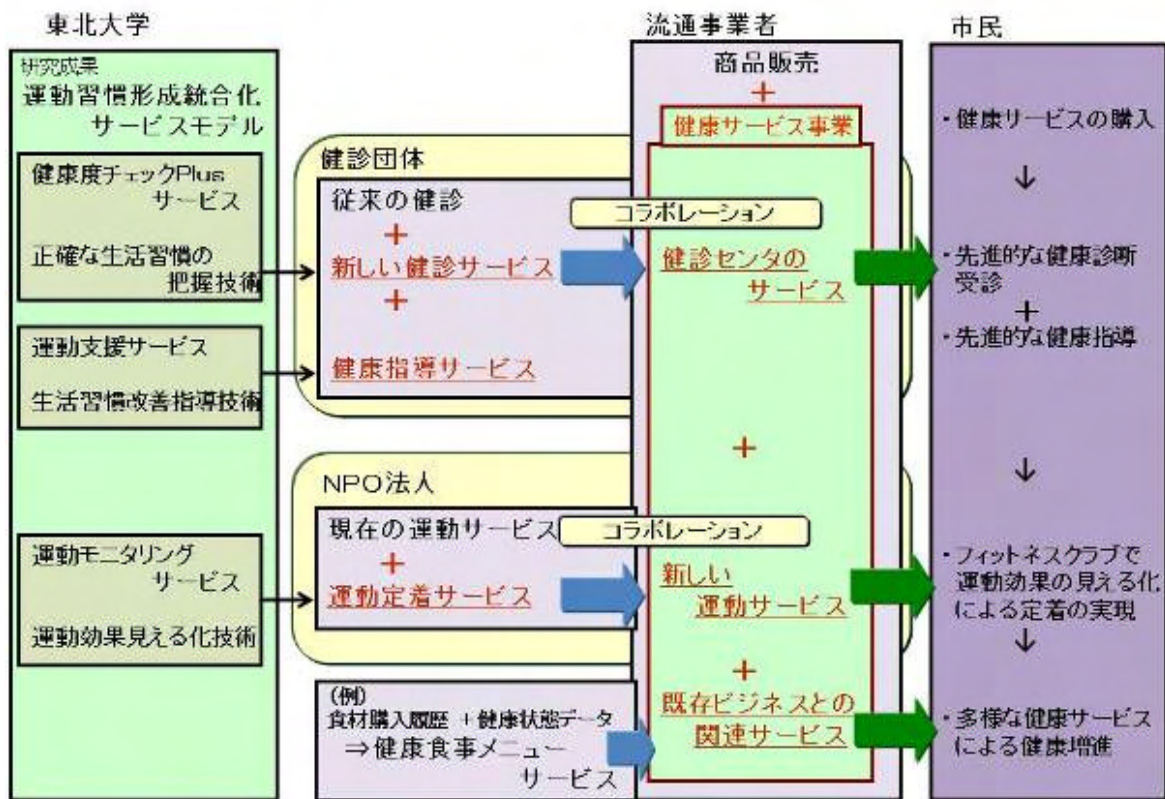 東北大学
研究成果
運動習慣形成統合化
サービスモデル
健康度チェックPlus
サービス
正確な生活習慣の
把握技術
運動支援サービス
生活習慣改善指導技術
運動モニタリング
サービス
運動効果見える化技術
健診団体
従来の健診
+
新しい健診サービス
+
健康指導サービス
NPO法人
現在の運動サービス
+
運動定着サービス
(例)
食材購入履歴 + 健康状態データ
⇒健康食事メニュー
サービス
流通事業者
商品販売
+
健康サービス事業
コラボレーション
健診センタの
サービス
+
コラボレーション
新しい
運動サービス
+
既存ビジネスとの
関連サービス
市民
・健康サービスの購入
↓
・先進的な健康診断
受診
+
・先進的な健康指導
↓
・フィットネスクラブで
運動効果の見える化
による定着の実現
↓
・多様な健康サービス
による健康増進